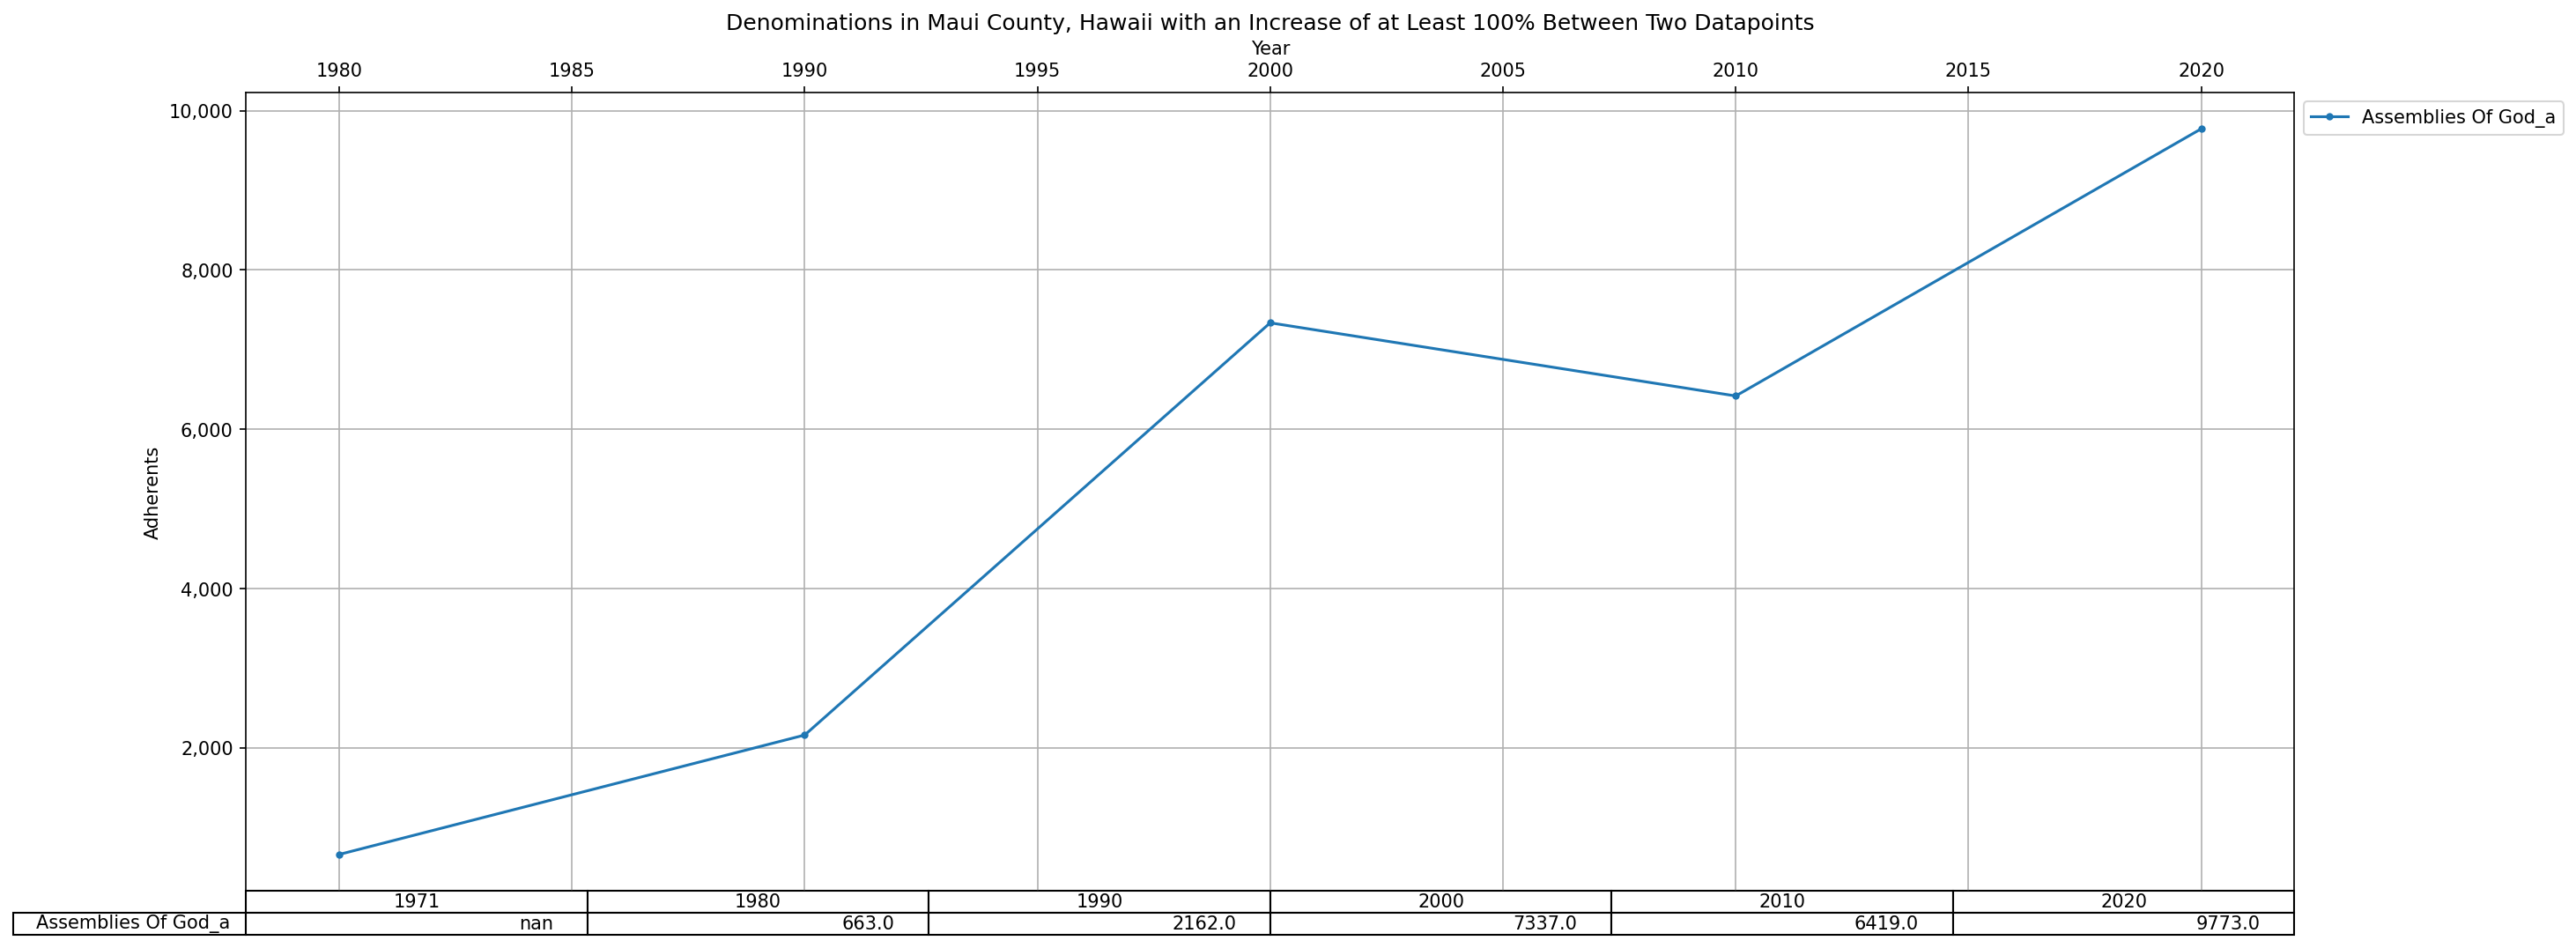 Denominations in Maui County, Hawaii with an Increase of at Least 100% Between Two Datapoints
Year
1980 1985 1990 1995 2000 2005 2010 2015 2020
10,000
8,000
6,000
4,000
2,000
Adherents
Assemblies Of God_a
1971 1980 1990 2000 2010 2020
Assemblies Of God_a nan 663.0 2162.0 7337.0 6419.0 9773.0